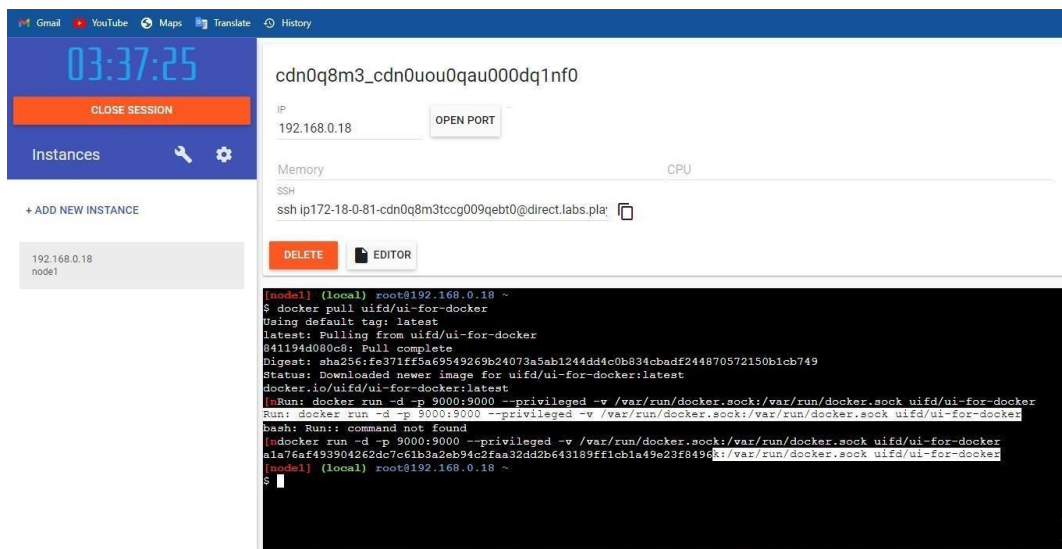 Gmail YouTube Maps Translate History
03:37:25
CLOSE SESSION
Instances
+ ADD NEW INSTANCE
192.168.0.18
node1
cdn0q8m3_cdn0uou0qau000dq1nf0
IP
192.168.0.18
OPEN PORT
Memory CPU
SSH
ssh ip172-18-0-81-cdn0q8m3tccg009qebt0@direct.labs.pla
DELETE EDITOR
[node1] (local) root@192.168.0.18 ~
$ docker pull uifd/ui-for-docker
Using default tag: latest
latest: Pulling from uifd/ui-for-docker
841194d080c8: Pull complete
Digest: sha256:fe371ff5a69549269b24073a5ab1244dd4c0b834cbadf244870572150b1cb749
Status: Downloaded newer image for uifd/ui-for-docker:latest
docker.io/uifd/ui-for-docker:latest
[nRun: docker run -d -p 9000:9000 --privileged -v /var/run/docker.sock:/var/run/docker.sock uifd/ui-for-docker
Run: docker run -d -p 9000:9000 --privileged -v /var/run/docker.sock:/var/run/docker.sock uifd/ui-for-docker
bash: Run:: command not found
[ndocker run -d -p 9000:9000 --privileged -v /var/run/docker.sock:/var/run/docker.sock uifd/ui-for-docker
a1a76af493904262dc7c61b3a2eb94c2faa32dd2b643189ff1cb1a49e23f8496k:/var/run/docker.sock uifd/ui-for-docker
[node1] (local) root@192.168.0.18 ~
$